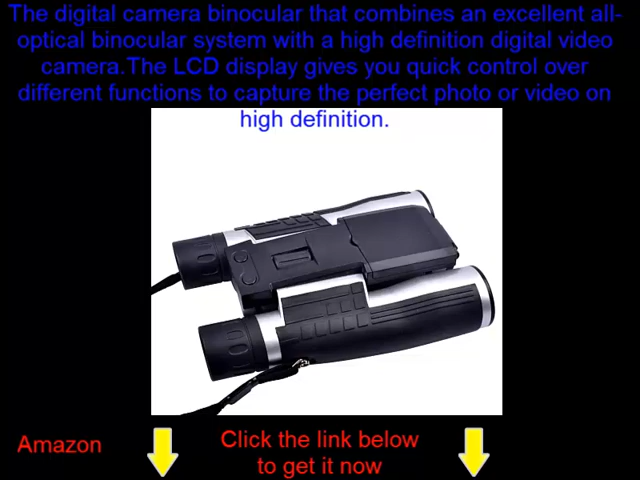 The digital camera binocular that combines an excellent all-
optical binocular system with a high definition digital video
camera.The LCD display gives you quick control over
different functions to capture the perfect photo or video on
high definition.
Amazon
Click the link below
to get it now